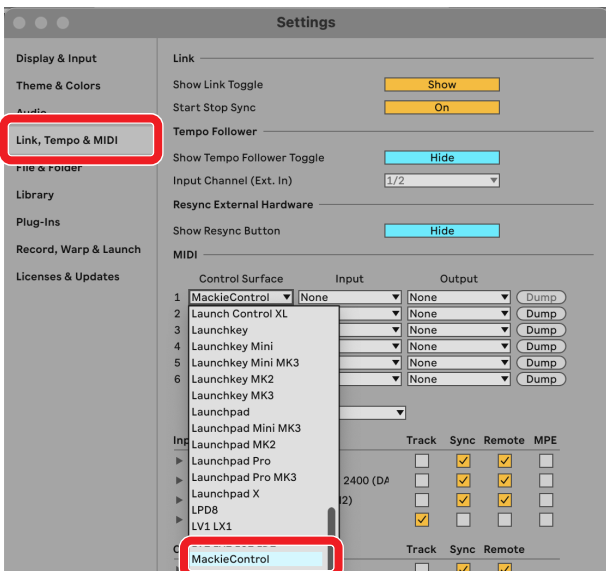 Settings
Display & Input
Theme & Colors
Audio
Link, Tempo & MIDI
File & Folder
Library
Plug-Ins
Record, Warp & Launch
Licenses & Updates
Link
Show Link Toggle Show
Start Stop Sync On
Tempo Follower
Show Tempo Follower Toggle Hide
Input Channel (Ext. In) 1/2
Resync External Hardware
Show Resync Button Hide
MIDI
Control Surface Input Output
1 MackieControl None None Dump
2 Launch Control XL None Dump
3 Launchkey None Dump
4 Launchkey Mini None Dump
5 Launchkey Mini MK3 None Dump
6 Launchkey MK2 None Dump
Launchkey MK3
Launchpad
Launchpad Mini MK3
Launchpad MK2 Track Sync Remote MPE
Launchpad Pro
Launchpad Pro MK3 2400 (DA
Launchpad X
LPD8
LV1 LX1
Track Sync Remote
MackieControl